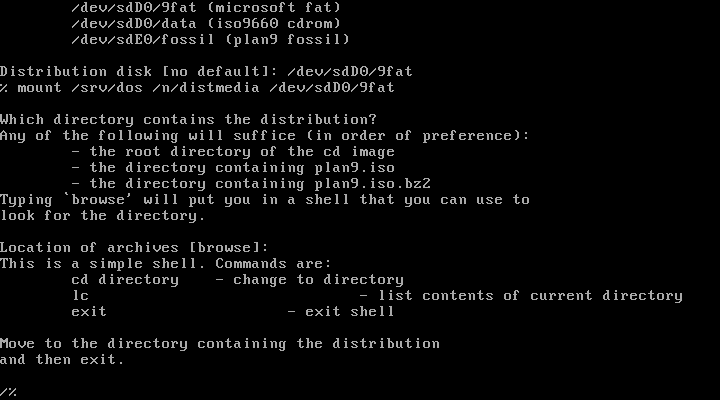 /dev/sdD0/9fat (microsoft fat)
/dev/sdD0/data (iso9660 cdrom)
/dev/sdE0/fossil (plan9 fossil)
Distribution disk [no default]: /dev/sdD0/9fat
% mount /srv/dos /n/distmedia /dev/sdD0/9fat
Which directory contains the distribution?
Any of the following will suffice (in order of preference):
- the root directory of the cd image
- the directory containing plan9.iso
- the directory containing plan9.iso.bz2
Typing `browse' will put you in a shell that you can use to
look for the directory.
Location of archives [browse]:
This is a simple shell. Commands are:
cd directory - change to directory
lc - list contents of current directory
exit - exit shell
Move to the directory containing the distribution
and then exit.
/%